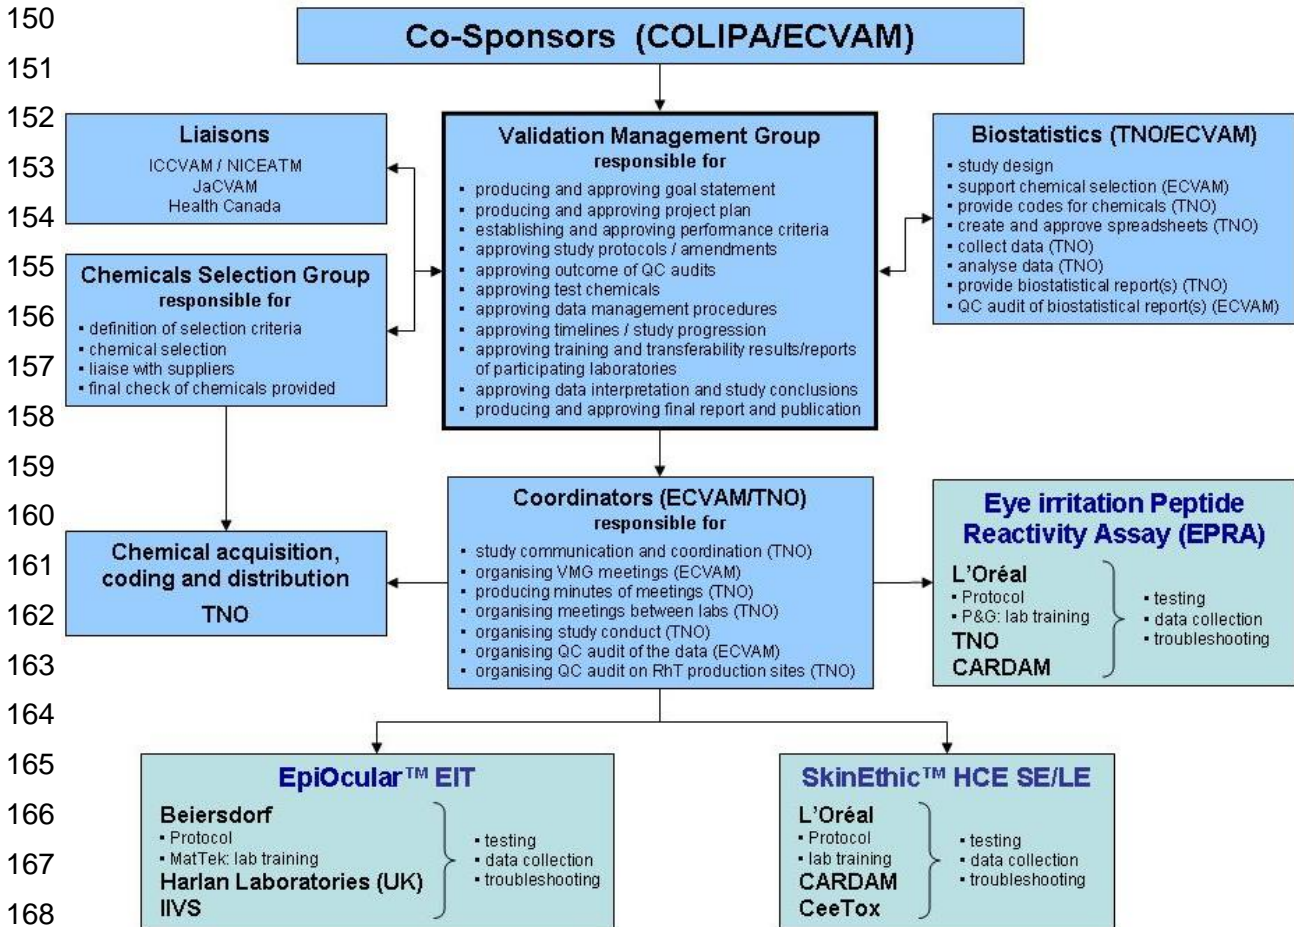 150
151
152
153
154
155
156
157
158
159
160
161
162
163
164
165
166
167
168
Co-Sponsors (COLIPA/ECVAM)
Liaisons
ICCVAM / NICEATM
JaCVAM
Health Canada
Chemicals Selection Group
responsible for
▪ definition of selection criteria
▪ chemical selection
▪ liaise with suppliers
▪ final check of chemicals provided
Validation Management Group
responsible for
▪ producing and approving goal statement
▪ producing and approving project plan
▪ establishing and approving performance criteria
▪ approving study protocols / amendments
▪ approving outcome of QC audits
▪ approving test chemicals
▪ approving data management procedures
▪ approving timelines / study progression
▪ approving training and transferability results/reports
of participating laboratories
▪ approving data interpretation and study conclusions
▪ producing and approving final report and publication
Biostatistics (TNO/ECVAM)
▪ study design
▪ support chemical selection (ECVAM)
▪ provide codes for chemicals (TNO)
▪ create and approve spreadsheets (TNO)
▪ collect data (TNO)
▪ analyse data (TNO)
▪ provide biostatistical report(s) (TNO)
▪ QC audit of biostatistical report(s) (ECVAM)
Chemical acquisition,
coding and distribution
TNO
Coordinators (ECVAM/TNO)
responsible for
▪ study communication and coordination (TNO)
▪ organising VMG meetings (ECVAM)
▪ producing minutes of meetings (TNO)
▪ organising meetings between labs (TNO)
▪ organising study conduct (TNO)
▪ organising QC audit of the data (ECVAM)
▪ organising QC audit on RhT production sites (TNO)
Eye irritation Peptide
Reactivity Assay (EPRA)
L'Oréal
▪ Protocol
▪ P&G: lab training
TNO
CARDAM
▪ testing
▪ data collection
▪ troubleshooting
EpiOcular™ EIT
Beiersdorf
▪ Protocol
▪ MatTek: lab training
Harlan Laboratories (UK)
IIVS
▪ testing
▪ data collection
▪ troubleshooting
SkinEthic™ HCE SE/LE
L'Oréal
▪ Protocol
▪ lab training
CARDAM
CeeTox
▪ testing
▪ data collection
▪ troubleshooting